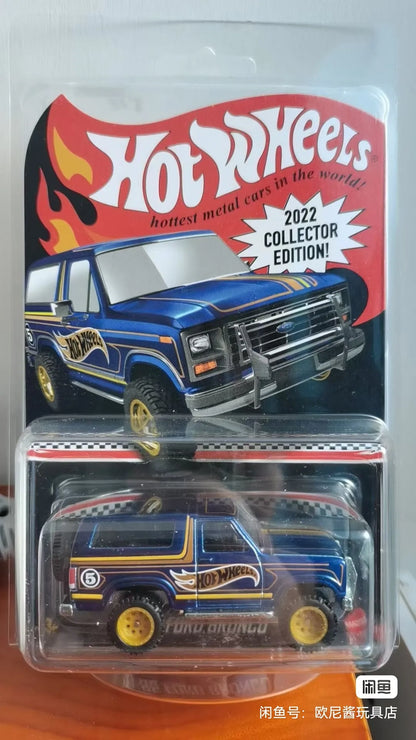 HOT WHEELS
hottest metal cars in the world!
2022
COLLECTOR
EDITION!
HOT WHEELS
5
HOT WHEELS
FORD BRONCO
闲鱼
闲鱼号：欧尼酱玩具店